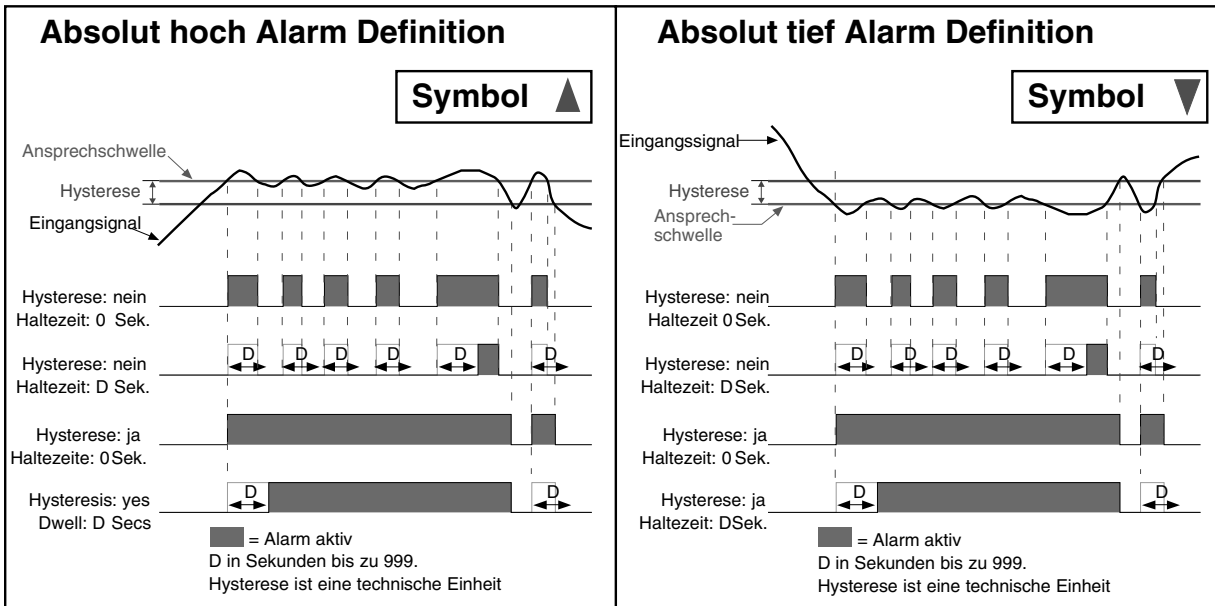 Absolut hoch Alarm Definition
Symbol
Ansprechschwelle
Hysterese
Eingangsignal
Hysterese: nein
Haltezeit: 0 Sek.
Hysterese: nein
Haltezeit: D Sek.
D
D
D
D
D
D
Hysterese: ja
Haltezeite: 0 Sek.
Hysteresis: yes
Dwell: D Secs
D
D
= Alarm aktiv
D in Sekunden bis zu 999.
Hysterese ist eine technische Einheit
Absolut tief Alarm Definition
Symbol
Eingangssignal
Hysterese
Ansprech-
schwelle
Hysterese: nein
Haltezeit 0 Sek.
Hysterese: nein
Haltezeit: D Sek.
D
D
D
D
D
D
Hysterese: ja
Haltezeit: 0 Sek.
Hysterese: ja
Haltezeit: DSek.
D
D
= Alarm aktiv
D in Sekunden bis zu 999.
Hysterese ist eine technische Einheit